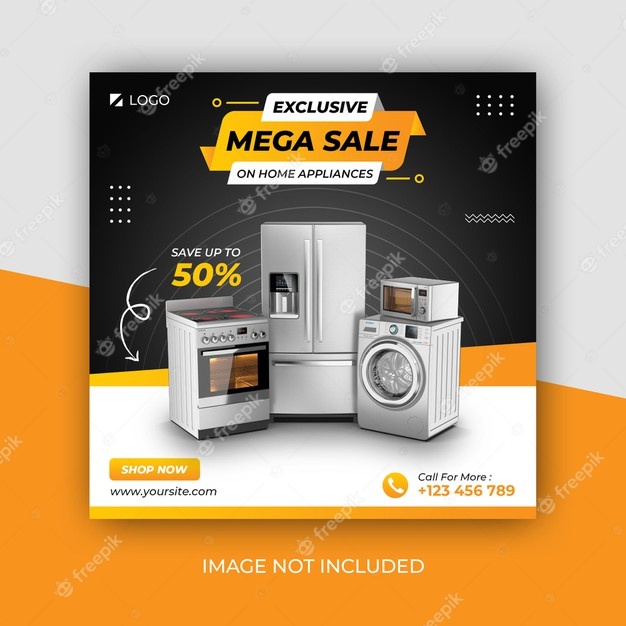 LOGO
EXCLUSIVE
MEGA SALE
ON HOME APPLIANCES
SAVE UP TO
50%
SHOP NOW
www.yoursite.com
Call For More :
+123 456 789
IMAGE NOT INCLUDED
freepik